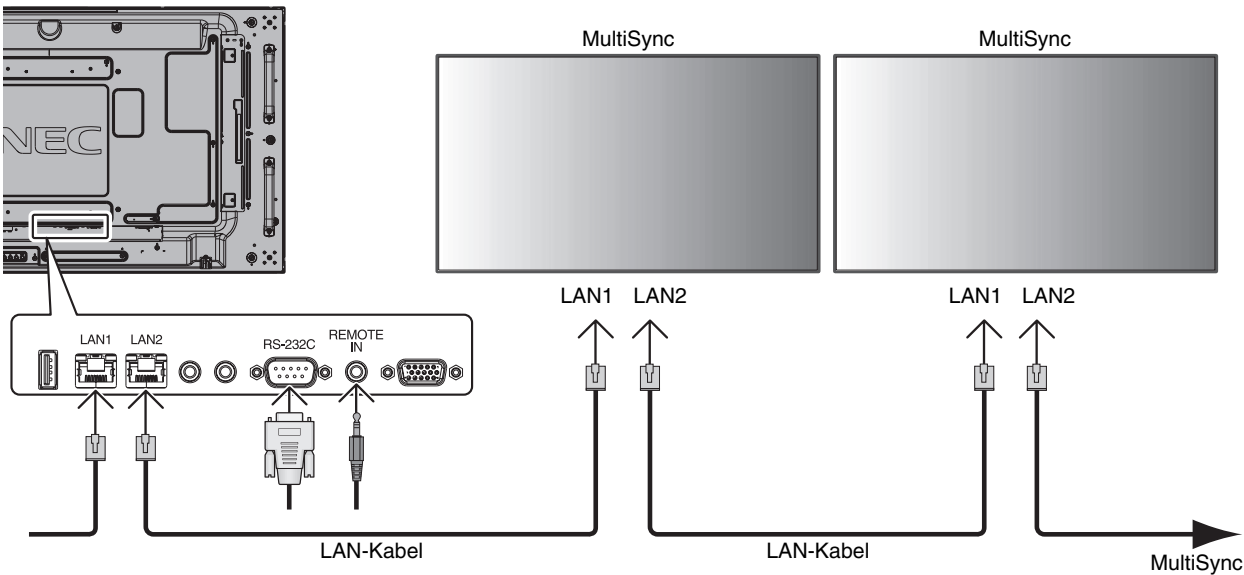 MultiSync
MultiSync
NEC
LAN1 LAN2
LAN1 LAN2
LAN1
LAN2
RS-232C
REMOTE
IN
LAN-Kabel
LAN-Kabel
MultiSync